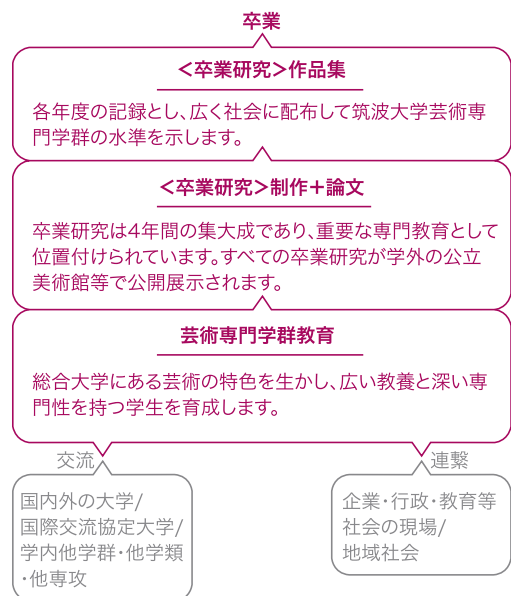 卒業
＜卒業研究＞作品集
各年度の記録とし、広く社会に配布して筑波大学芸術専
門学群の水準を示します。
＜卒業研究＞制作＋論文
卒業研究は4年間の集大成であり、重要な専門教育として
位置付けられています。すべての卒業研究が学外の公立
美術館等で公開展示されます。
芸術専門学群教育
総合大学にある芸術の特色を生かし、広い教養と深い専
門性を持つ学生を育成します。
交流
国内外の大学/
国際交流協定大学/
学内他学群・他学類
・他専攻
連繋
企業・行政・教育等
社会の現場/
地域社会